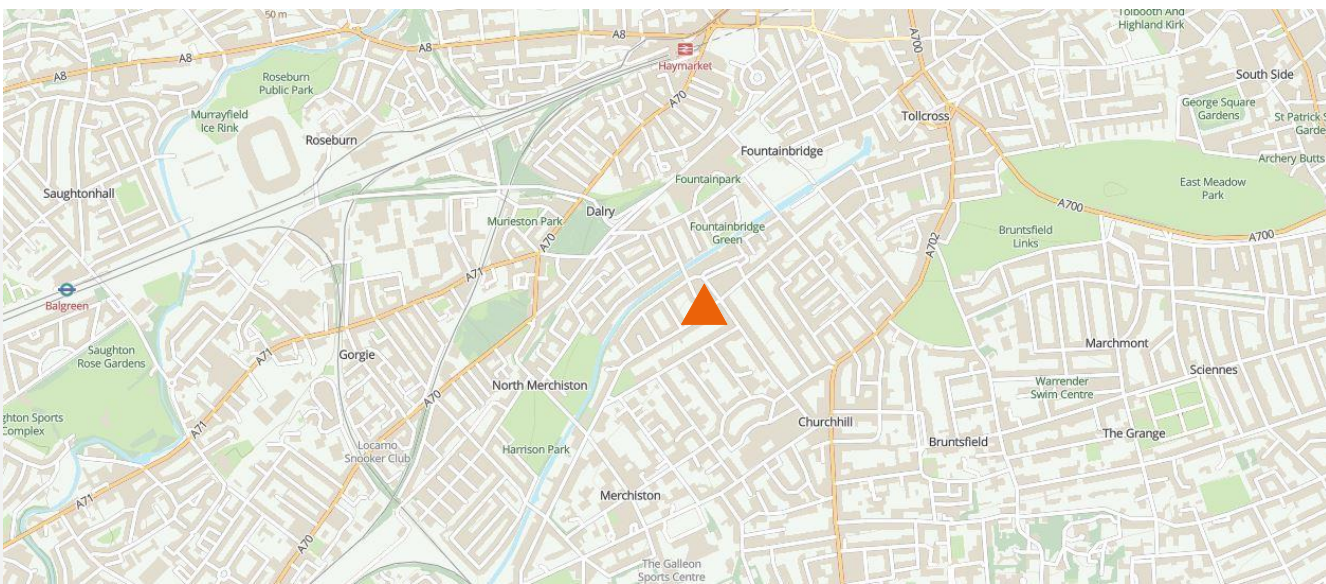 50 m
Tolbooth And
Highland Kirk
A8
A700
A8
Haymarket
A8
South Side
Roseburn
Public Park
A70
George Square
Gardens
Murrayfield
Ice Rink
Tollcross
St Patrick S
Garde
Roseburn
Fountainbridge
Archery Butts
Fountainpark
East Meadow
Park
Saughtonhall
A700
Dalry
Murieston Park
Fountainbridge
Green
Bruntsfield
Links
A700
A70
A702
A71
Balgreen
Marchmont
Saughton
Rose Gardens
Gorgie
A71
Sciennes
North Merchiston
Warrender
Swim Centre
A70
ghton Sports
Complex
Churchhill
A71
The Grange
Bruntsfield
Locarno
Snooker Club
Harrison Park
Merchiston
A71
A70
The Galleon
Sports Centre